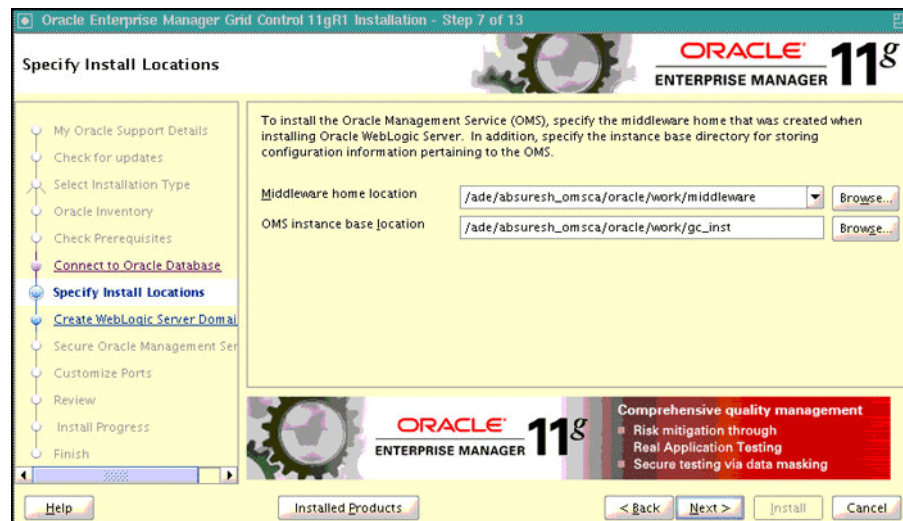 Oracle Enterprise Manager Grid Control 11gR1 Installation - Step 7 of 13
Specify Install Locations
ORACLE
ENTERPRISE MANAGER 11g
My Oracle Support Details
Check for updates
Select Installation Type
Oracle Inventory
Check Prerequisites
Connect to Oracle Database
Specify Install Locations
Create WebLogic Server Domai
Secure Oracle Management Ser
Customize Ports
Review
Install Progress
Finish
To install the Oracle Management Service (OMS), specify the middleware home that was created when
installing Oracle WebLogic Server. In addition, specify the instance base directory for storing
configuration information pertaining to the OMS.
Middleware home location
/ade/absuresh_omsca/oracle/work/middleware
Browse...
OMS instance base location
/ade/absuresh_omsca/oracle/work/gc_inst
Browse...
ORACLE
ENTERPRISE MANAGER 11g
Comprehensive quality management
Risk mitigation through
Real Application Testing
Secure testing via data masking
Help
Installed Products
< Back
Next >
Install
Cancel